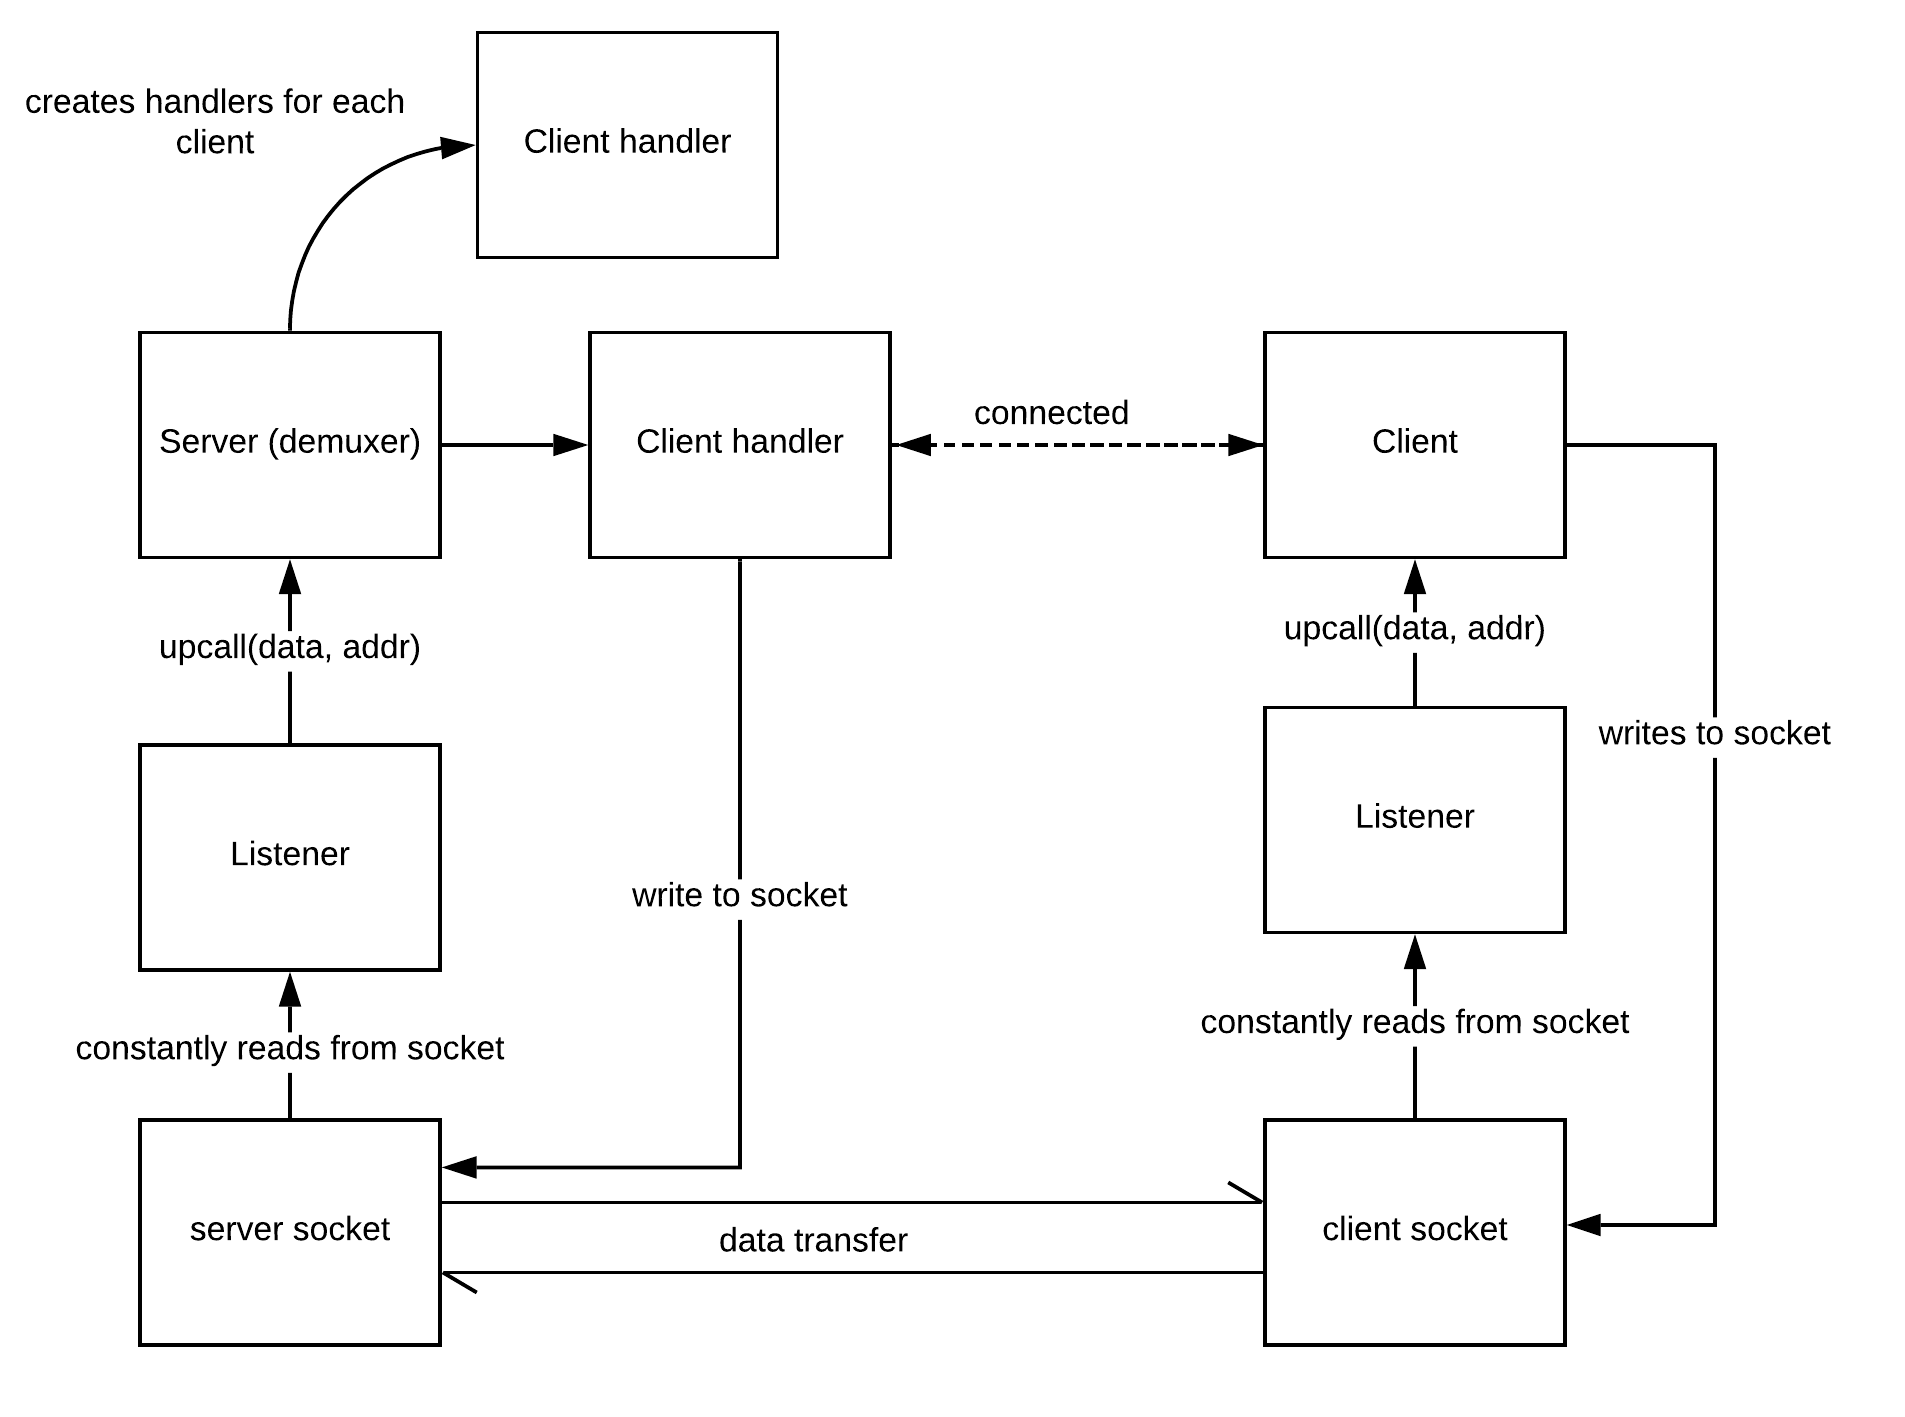 creates handlers for each
client
Client handler
Server (demuxer)
Client handler
connected
Client
upcall(data, addr)
upcall(data, addr)
writes to socket
Listener
Listener
write to socket
constantly reads from socket
constantly reads from socket
server socket
data transfer
client socket